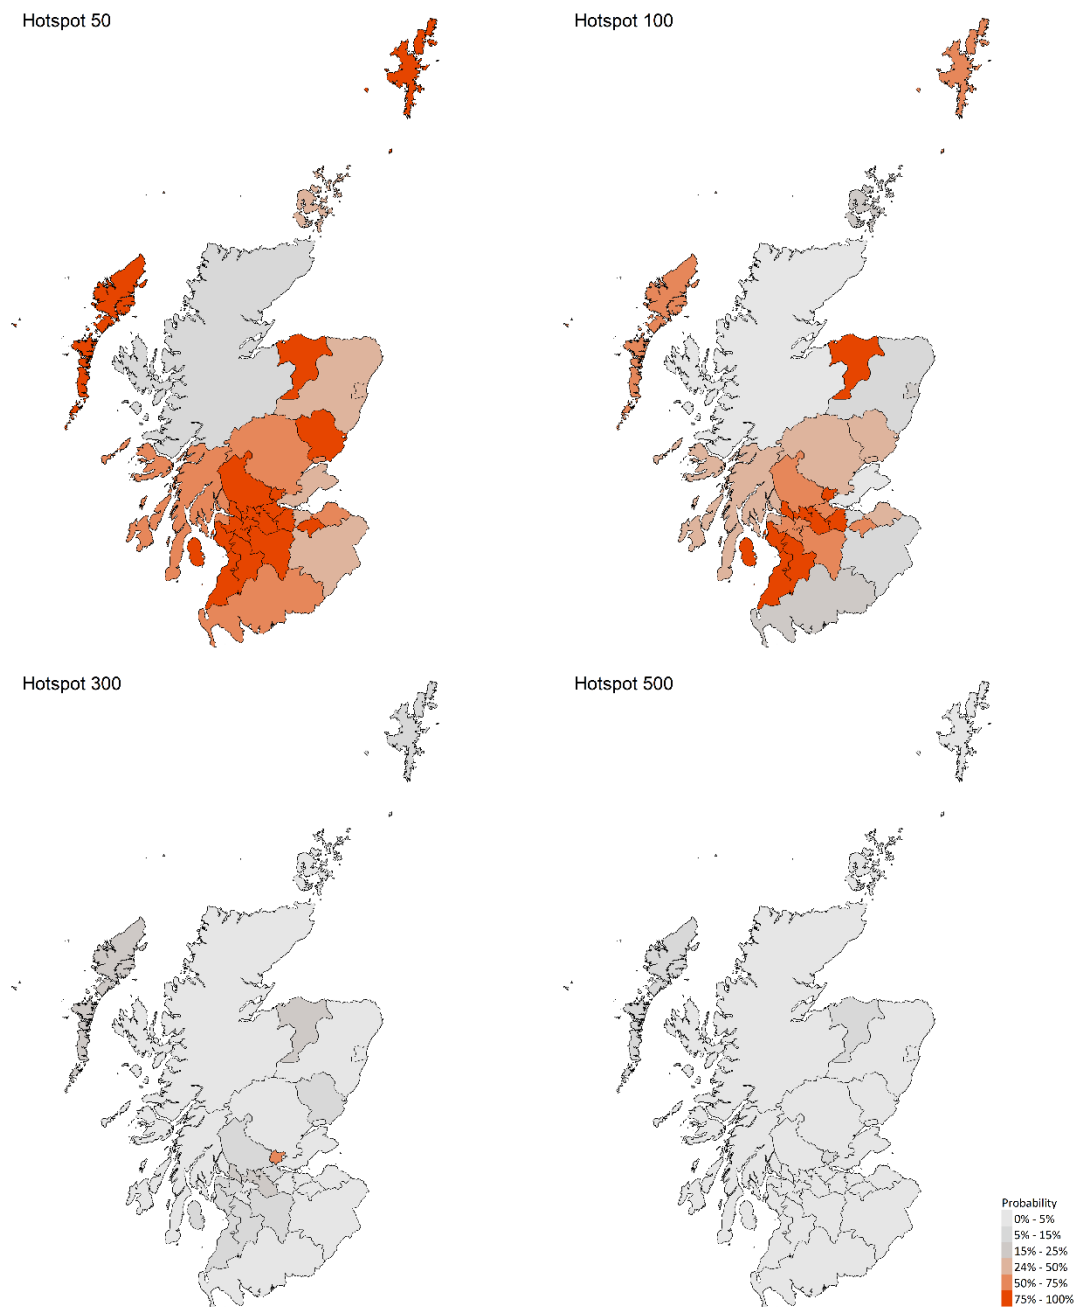 Hotspot 50
Hotspot 100
Hotspot 300
Hotspot 500
Probability
0% - 5%
5% - 15%
15% - 25%
24% - 50%
50% - 75%
75% - 100%